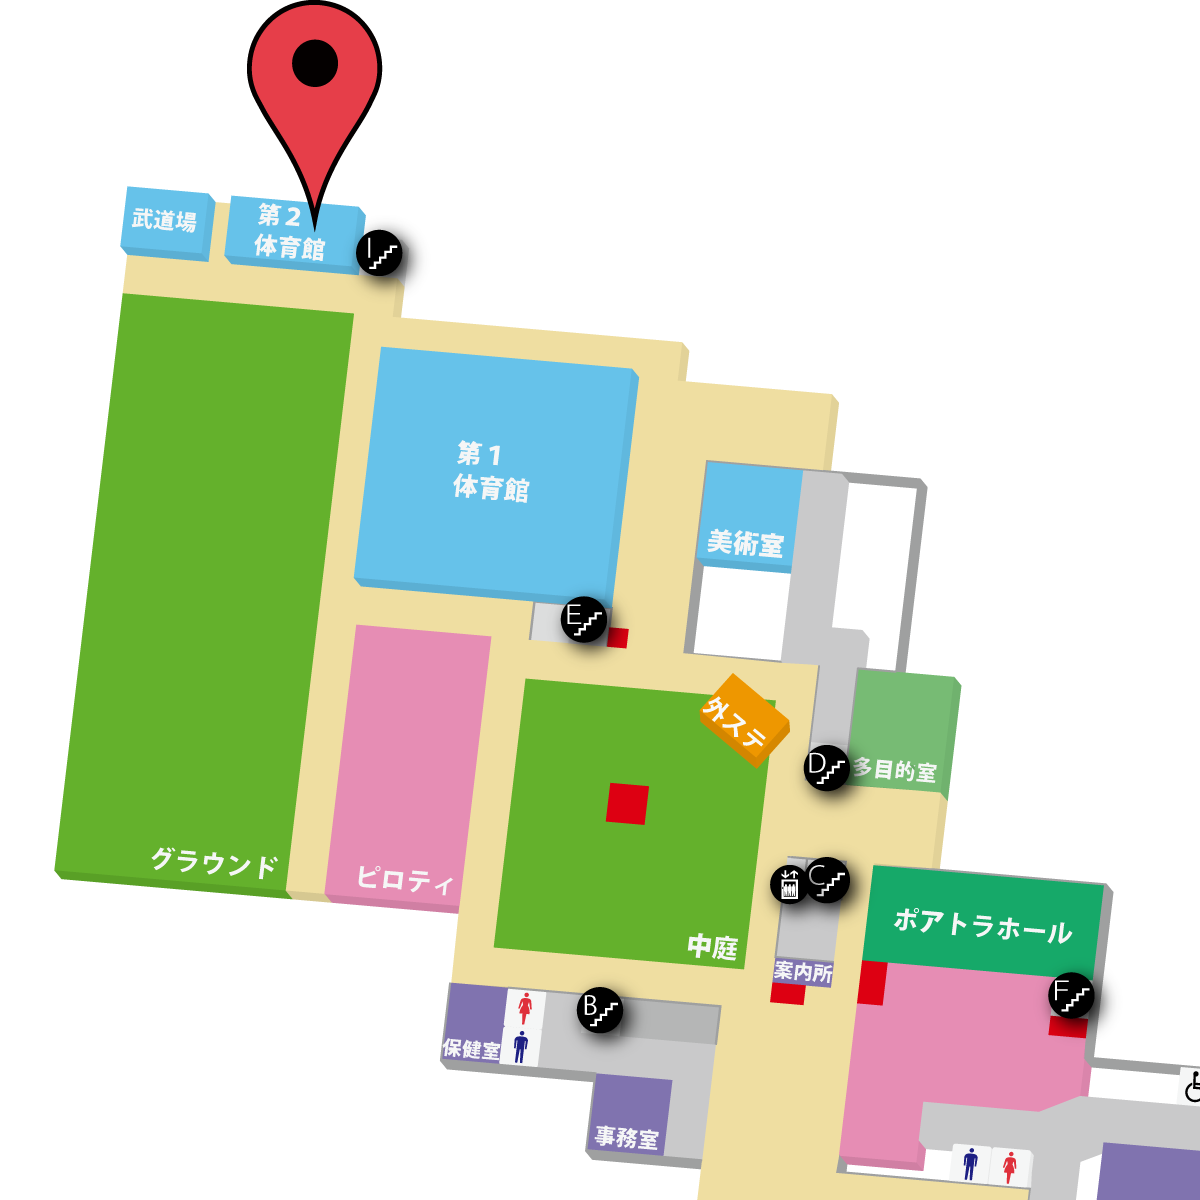 武道場
第２
体育館
I
第１
体育館
美術室
E
外ステ
D
多目的室
グラウンド
ピロティ
C
ポアトラホール
中庭
案内所
F
B
保健室
事務室